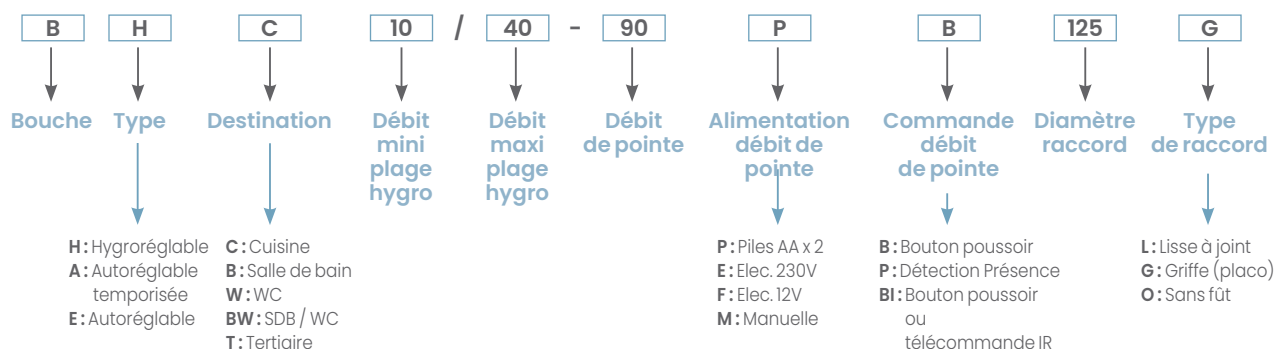 B H C 10 / 40 - 90 P B 125 G
Bouche
Type
Destination
Débit
mini
plage
hygro
Débit
maxi
plage
hygro
Débit
de pointe
Alimentation
débit de
pointe
Commande
débit
de pointe
Diamètre
raccord
Type
de raccord
H : Hygroréglable
A : Autoréglable
temporisée
E : Autoréglable
C : Cuisine
B : Salle de bain
W : WC
BW : SDB / WC
T : Tertiaire
P : Piles AA x 2
E : Elec. 230V
F : Elec. 12V
M : Manuelle
B : Bouton poussoir
P : Détection Présence
BI : Bouton poussoir
ou
télécommande IR
L : Lisse à joint
G : Griffe (placo)
O : Sans fût